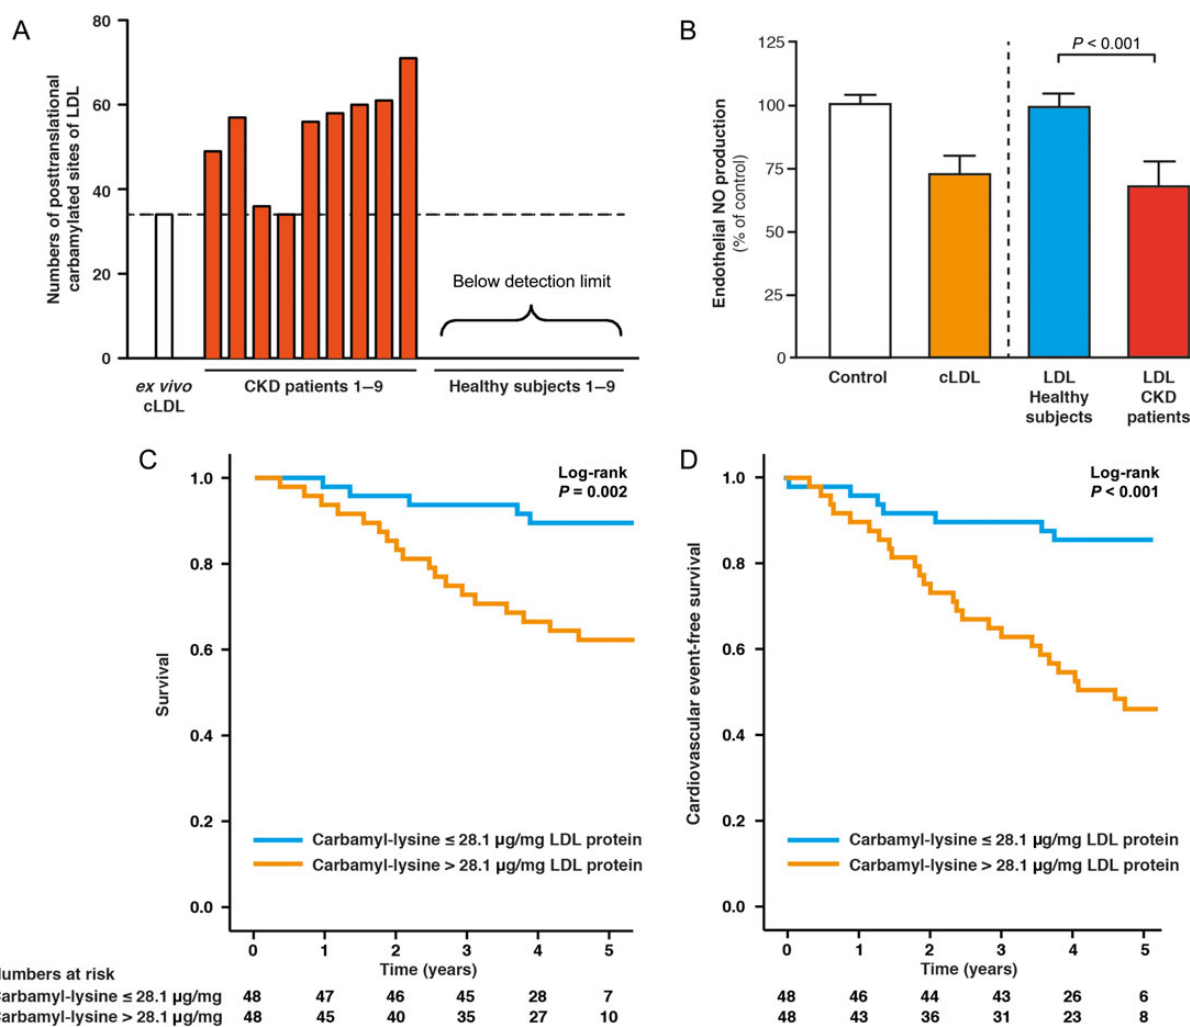 A
Numbers of posttranslational
carbamylated sites of LDL
80
60
40
20
0
Below detection limit
ex vivo
cLDL
CKD patients 1–9
Healthy subjects 1–9
B
Endothelial NO production
(% of control)
125
100
75
50
25
0
P < 0.001
Control
cLDL
LDL
Healthy
subjects
LDL
CKD
patients
C
Survival
1.0
0.8
0.6
0.4
0.2
0.0
Log-rank
P = 0.002
Carbamyl-lysine ≤ 28.1 µg/mg LDL protein
Carbamyl-lysine > 28.1 µg/mg LDL protein
0 1 2 3 4 5
Time (years)
D
Cardiovascular event-free survival
1.0
0.8
0.6
0.4
0.2
0.0
Log-rank
P < 0.001
Carbamyl-lysine ≤ 28.1 µg/mg LDL protein
Carbamyl-lysine > 28.1 µg/mg LDL protein
0 1 2 3 4 5
Time (years)
umbers at risk
Carbamyl-lysine ≤ 28.1 µg/mg 48 47 46 45 28 7 48 46 44 43 26 6
Carbamyl-lysine > 28.1 µg/mg 48 45 40 35 27 10 48 43 36 31 23 8